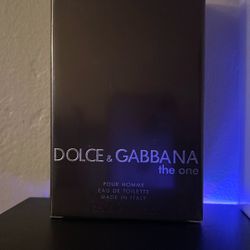 DOLCE & GABBANA
the one
POUR HOMME
EAU DE TOILETTE
MADE IN ITALY